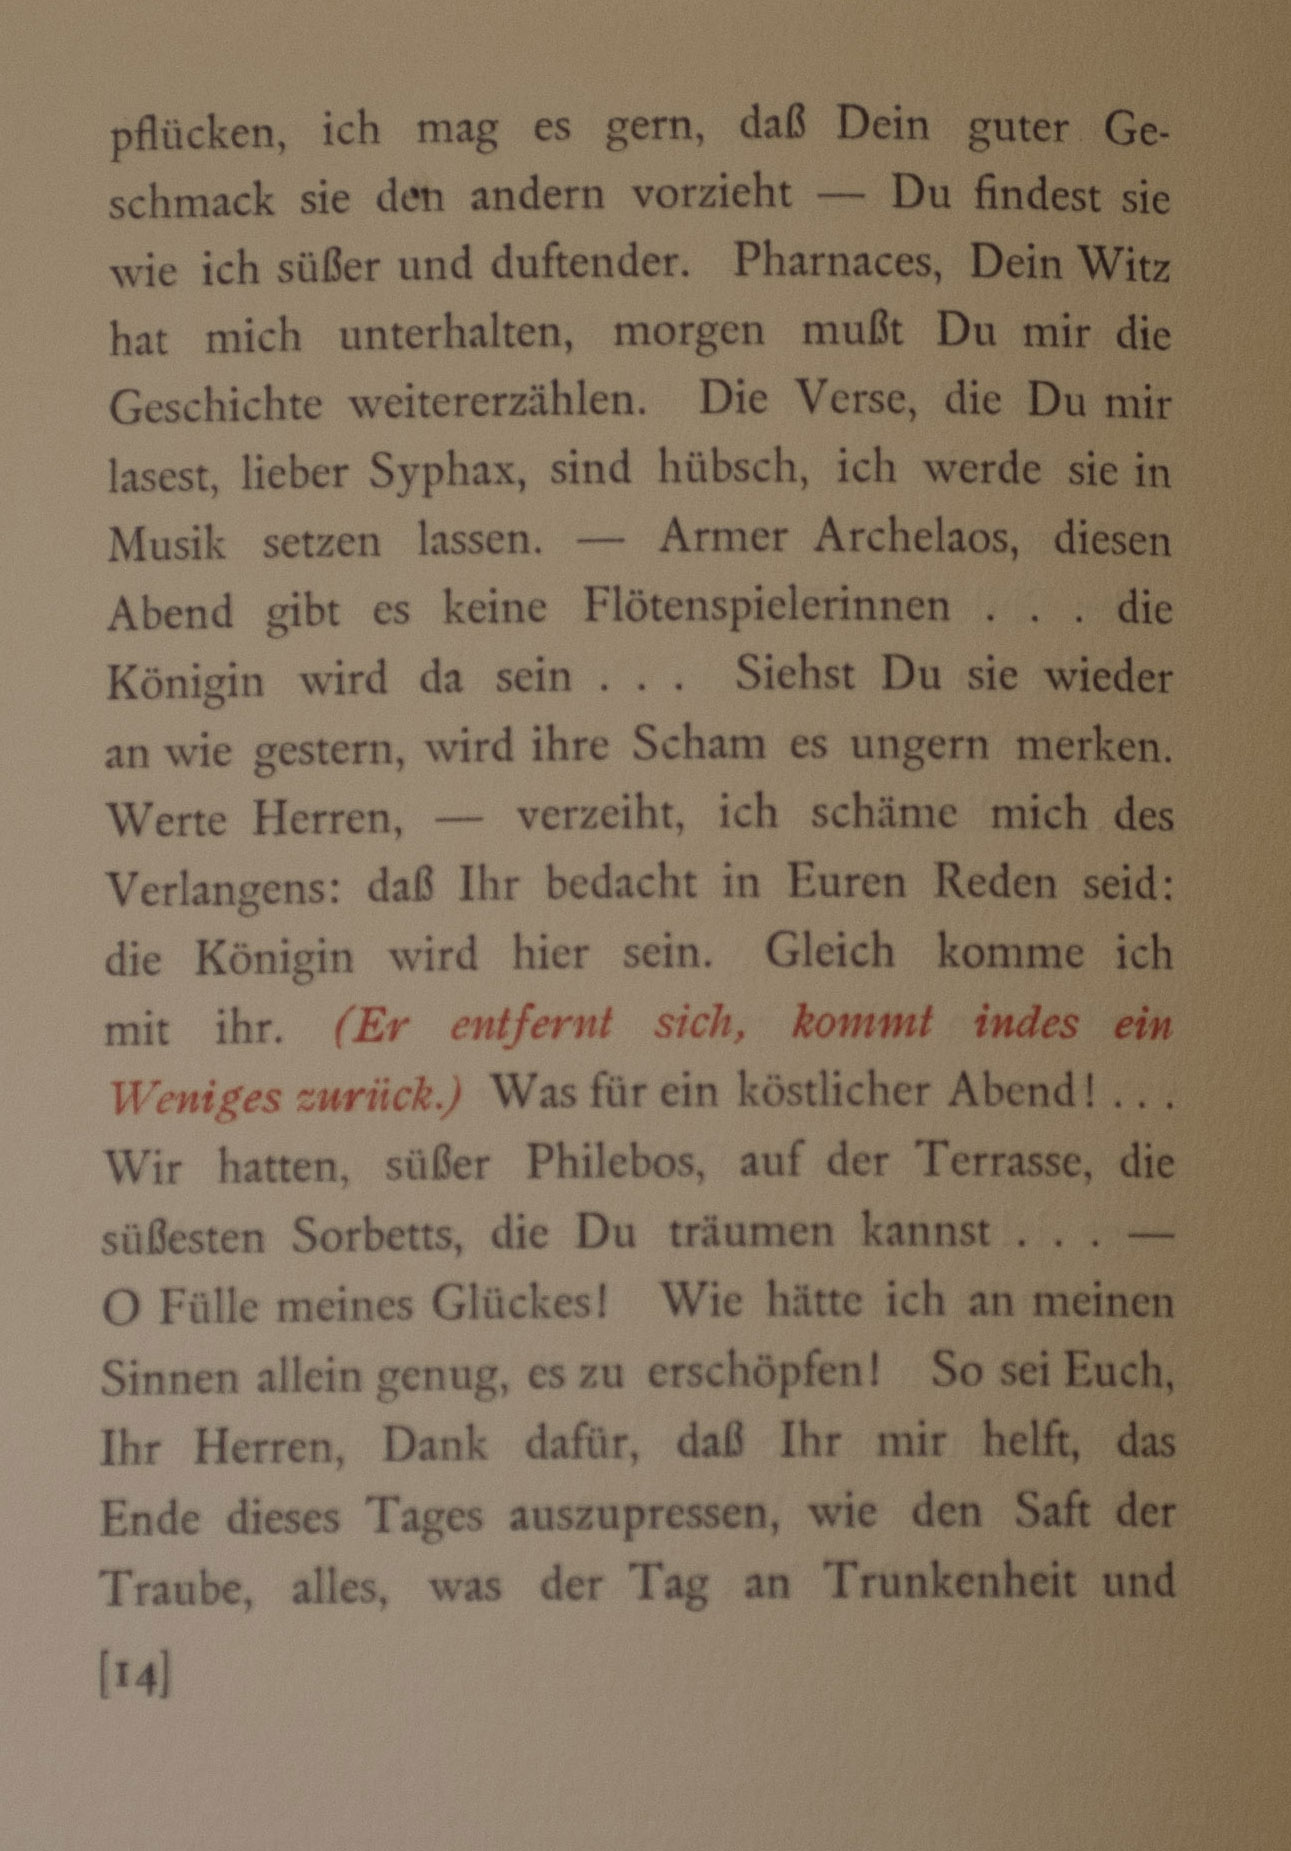 pflücken, ich mag es gern, daß Dein guter Ge-
schmack sie den andern vorzieht — Du findest sie
wie ich süßer und duftender. Pharnaces, Dein Witz
hat mich unterhalten, morgen mußt Du mir die
Geschichte weitererzählen. Die Verse, die Du mir
lasest, lieber Syphax, sind hübsch, ich werde sie in
Musik setzen lassen. — Armer Archelaos, diesen
Abend gibt es keine Flötenspielerinnen . . . die
Königin wird da sein . . . Siehst Du sie wieder
an wie gestern, wird ihre Scham es ungern merken.
Werte Herren, — verzeiht, ich schäme mich des
Verlangens: daß Ihr bedacht in Euren Reden seid:
die Königin wird hier sein. Gleich komme ich
mit ihr. (Er entfernt sich, kommt indes ein
Weniges zurück.) Was für ein köstlicher Abend! . . .
Wir hatten, süßer Philebos, auf der Terrasse, die
süßesten Sorbetts, die Du träumen kannst . . . —
O Fülle meines Glückes! Wie hätte ich an meinen
Sinnen allein genug, es zu erschöpfen! So sei Euch,
Ihr Herren, Dank dafür, daß Ihr mir helft, das
Ende dieses Tages auszupressen, wie den Saft der
Traube, alles, was der Tag an Trunkenheit und
[14]